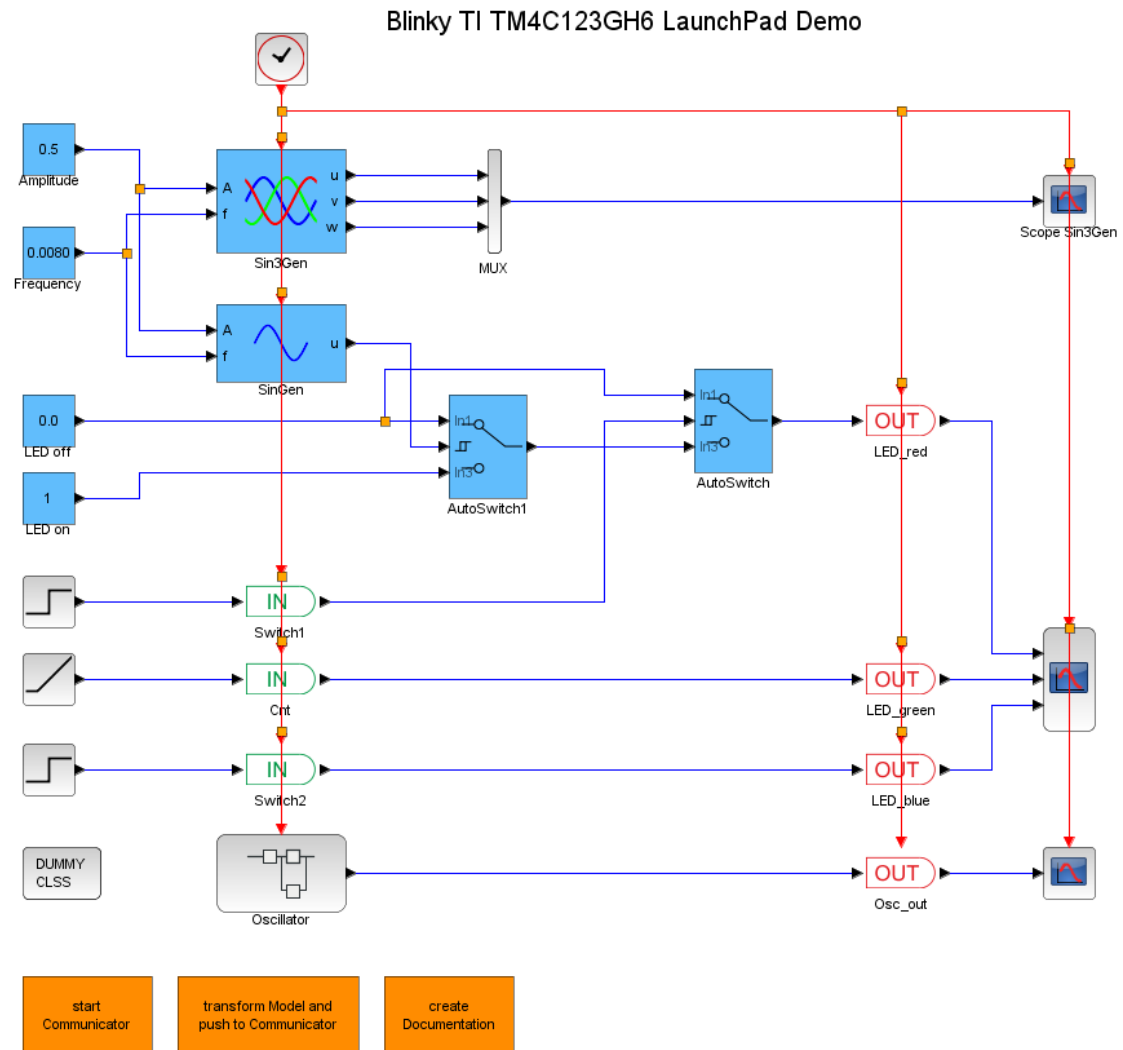 Blinky TI TM4C123GH6 LaunchPad Demo
0.5
Amplitude
A
f
u
v
w
Sin3Gen
MUX
Scope Sin3Gen
0.0080
Frequency
A
f
u
SinGen
0.0
LED off
In1
In3
AutoSwitch1
In1
In3
AutoSwitch
OUT
LED_red
1
LED on
IN
Switch1
IN
Cnt
OUT
LED_green
IN
Switch2
OUT
LED_blue
DUMMY
CLSS
Oscillator
OUT
Osc_out
start
Communicator
transform Model and
push to Communicator
create
Documentation